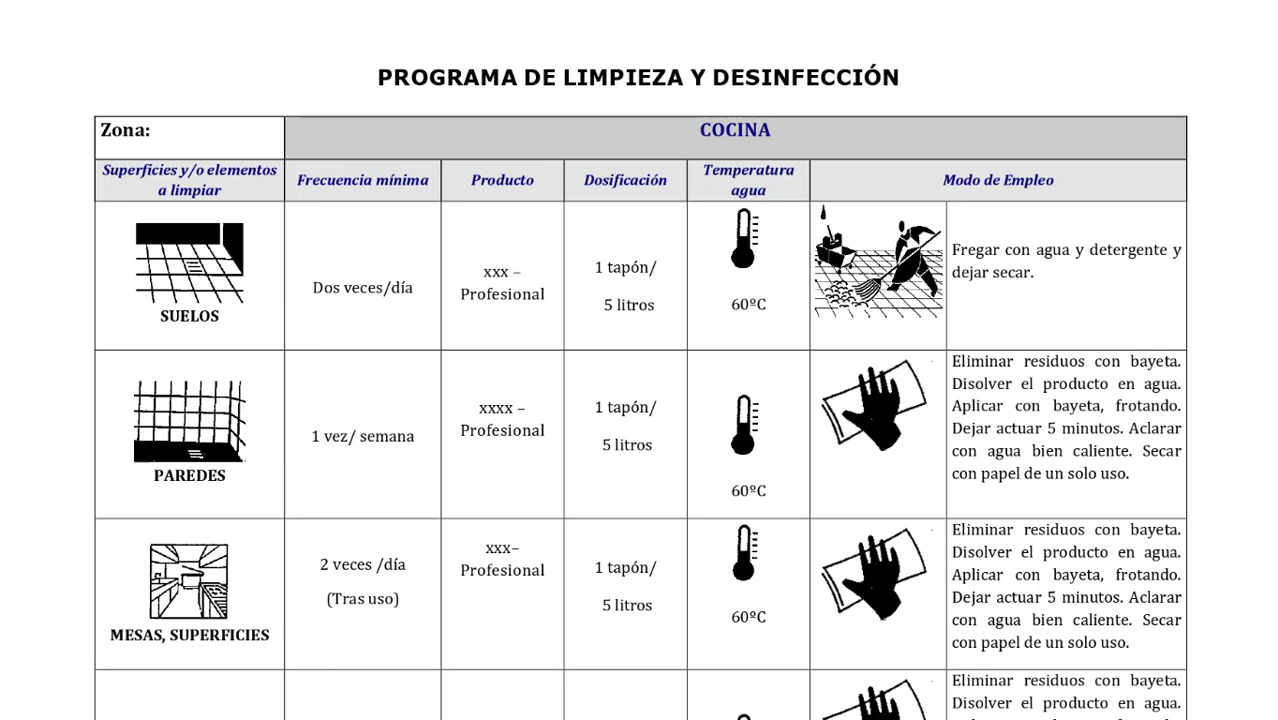 PROGRAMA DE LIMPIEZA Y DESINFECCIÓN
Zona:
COCINA
Superficies y/o elementos
a limpiar
Frecuencia mínima
Producto
Dosificación
Temperatura
agua
Modo de Empleo
SUELOS
Dos veces/día
xxx –
Profesional
1 tapón/
5 litros
60ºC
Fregar con agua y detergente y
dejar secar.
PAREDES
1 vez/ semana
xxxx –
Profesional
1 tapón/
5 litros
60ºC
Eliminar residuos con bayeta.
Disolver el producto en agua.
Aplicar con bayeta, frotando.
Dejar actuar 5 minutos. Aclarar
con agua bien caliente. Secar
con papel de un solo uso.
MESAS, SUPERFICIES
2 veces /día
(Tras uso)
xxx–
Profesional
1 tapón/
5 litros
60ºC
Eliminar residuos con bayeta.
Disolver el producto en agua.
Aplicar con bayeta, frotando.
Dejar actuar 5 minutos. Aclarar
con agua bien caliente. Secar
con papel de un solo uso.
Eliminar residuos con bayeta.
Disolver el producto en agua.